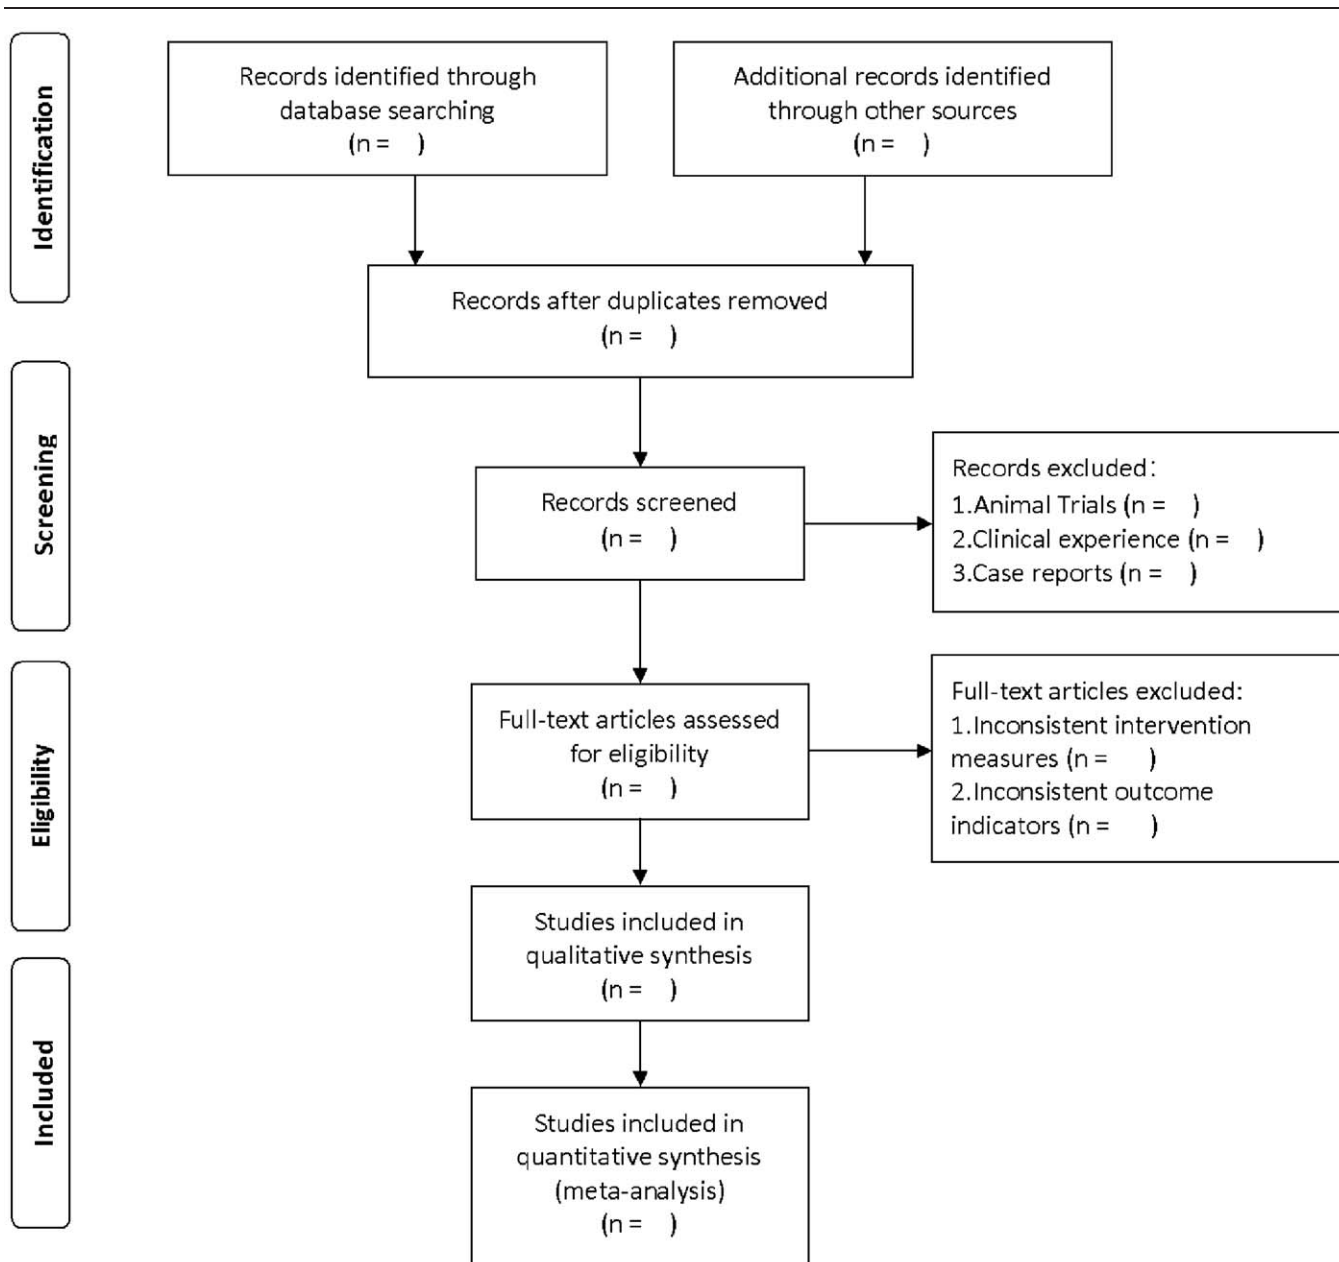 Identification
Records identified through
database searching
(n =    )
Additional records identified
through other sources
(n =    )
Records after duplicates removed
(n =    )
Screening
Records screened
(n =    )
Records excluded:
1.Animal Trials (n =    )
2.Clinical experience (n =    )
3.Case reports (n =    )
Eligibility
Full-text articles assessed
for eligibility
(n =    )
Full-text articles excluded:
1.Inconsistent intervention
measures (n =     )
2.Inconsistent outcome
indicators (n =     )
Studies included in
qualitative synthesis
(n =    )
Included
Studies included in
quantitative synthesis
(meta-analysis)
(n =    )